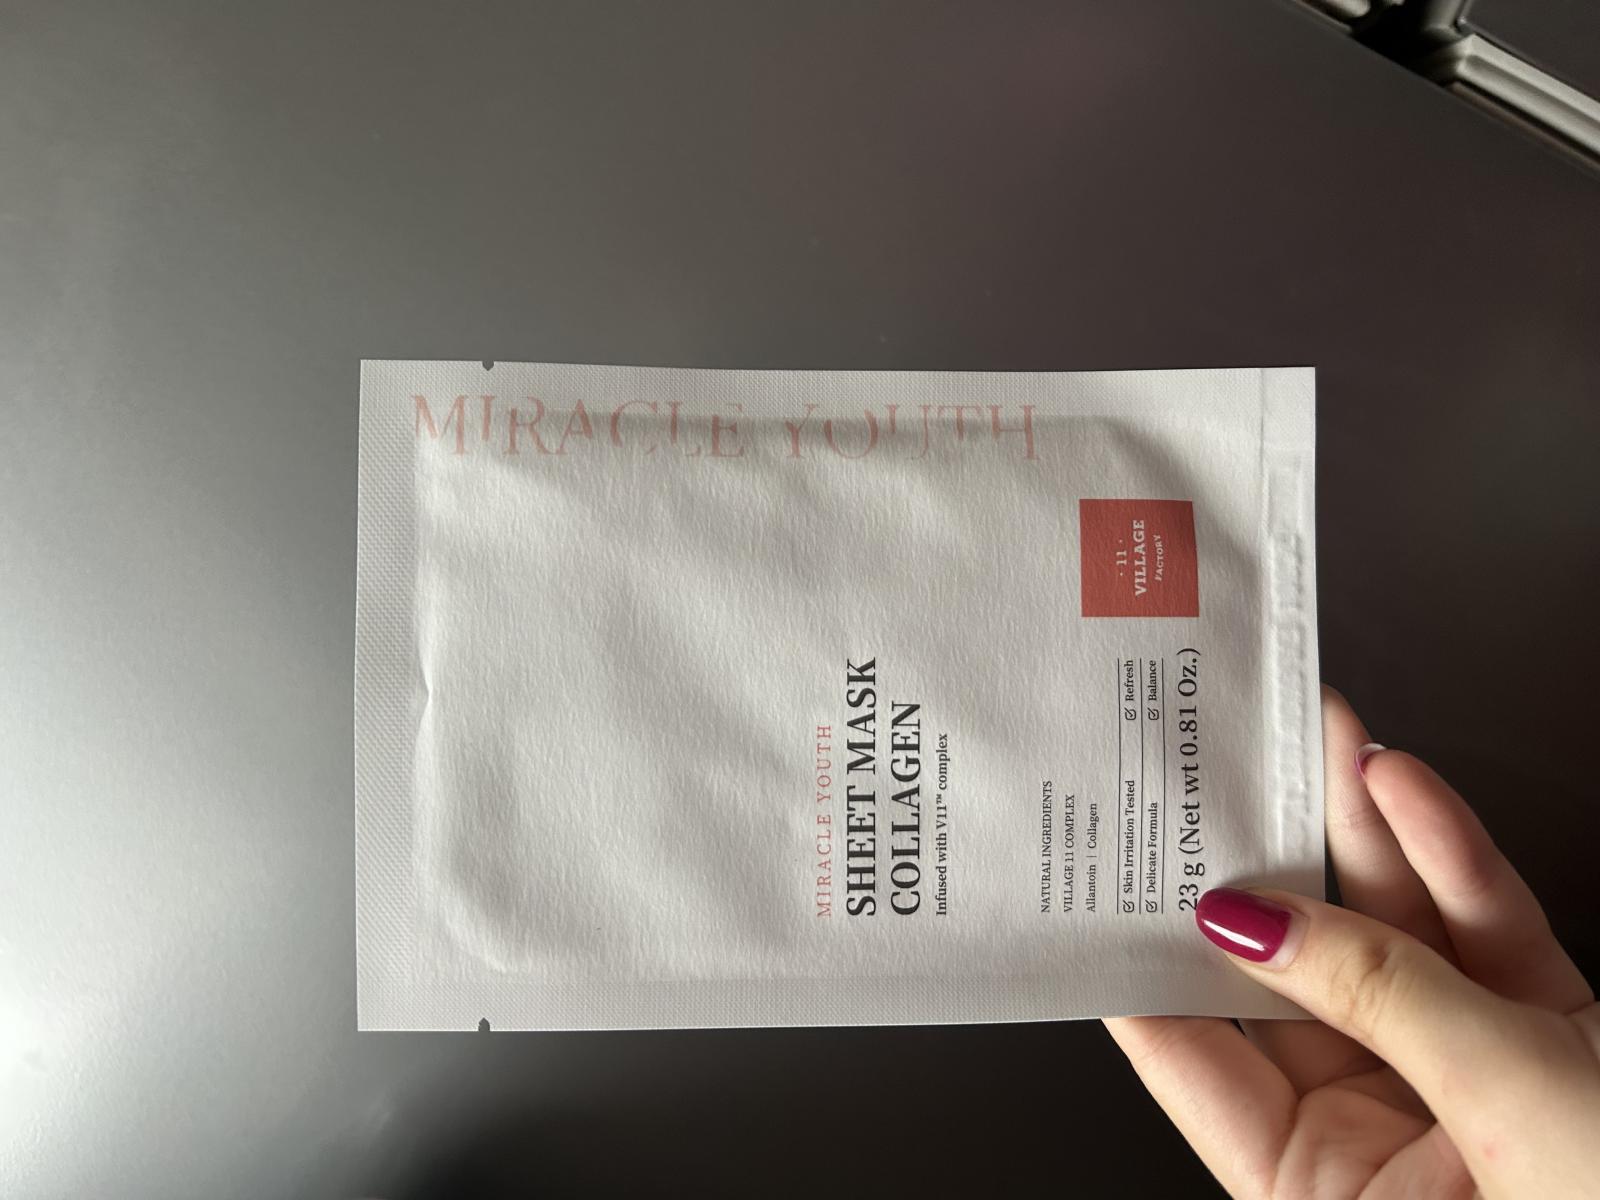 MIRACLE YOUTH
MIRACLE YOUTH
SHEET MASK
COLLAGEN
Infused with V11™ complex
NATURAL INGREDIENTS
VILLAGE 11 COMPLEX
Allantoin | Collagen
Skin Irritation Tested Refresh
Delicate Formula Balance
23 g (Net wt 0.81 Oz.)
· 11 ·
VILLAGE
FACTORY